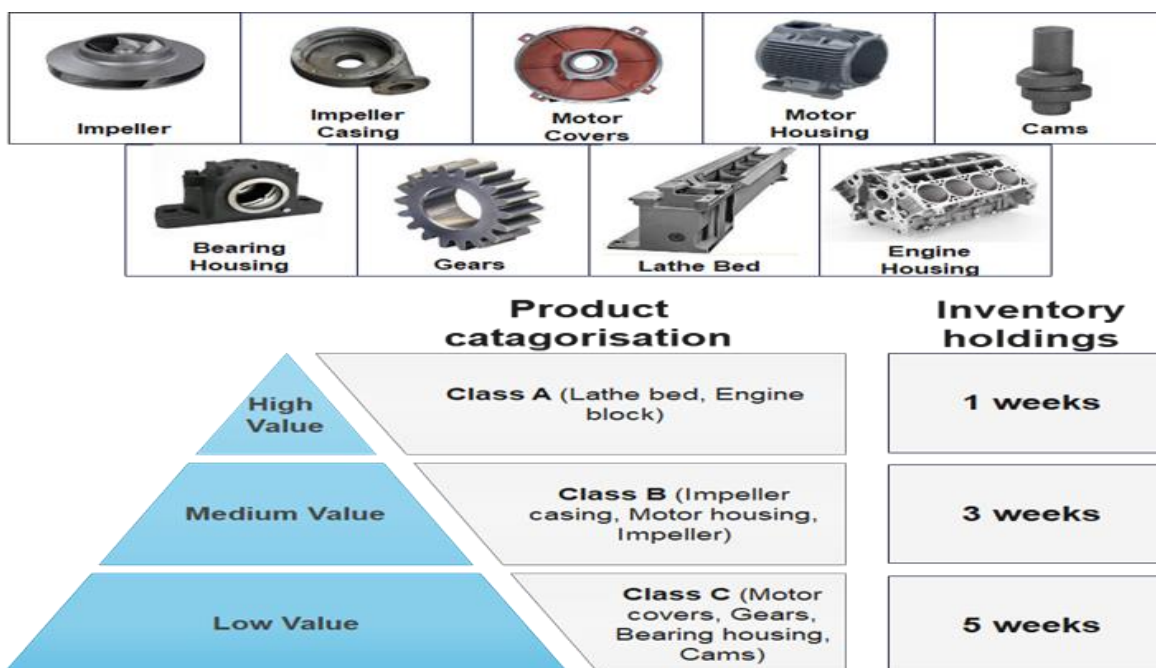 Impeller
Impeller
Casing
Motor
Covers
Motor
Housing
Cams
Bearing
Housing
Gears
Lathe Bed
Engine
Housing
Product
catagorisation
Inventory
holdings
High
Value
Class A (Lathe bed, Engine
block)
1 weeks
Medium Value
Class B (Impeller
casing, Motor housing,
Impeller)
3 weeks
Low Value
Class C (Motor
covers, Gears,
Bearing housing,
Cams)
5 weeks